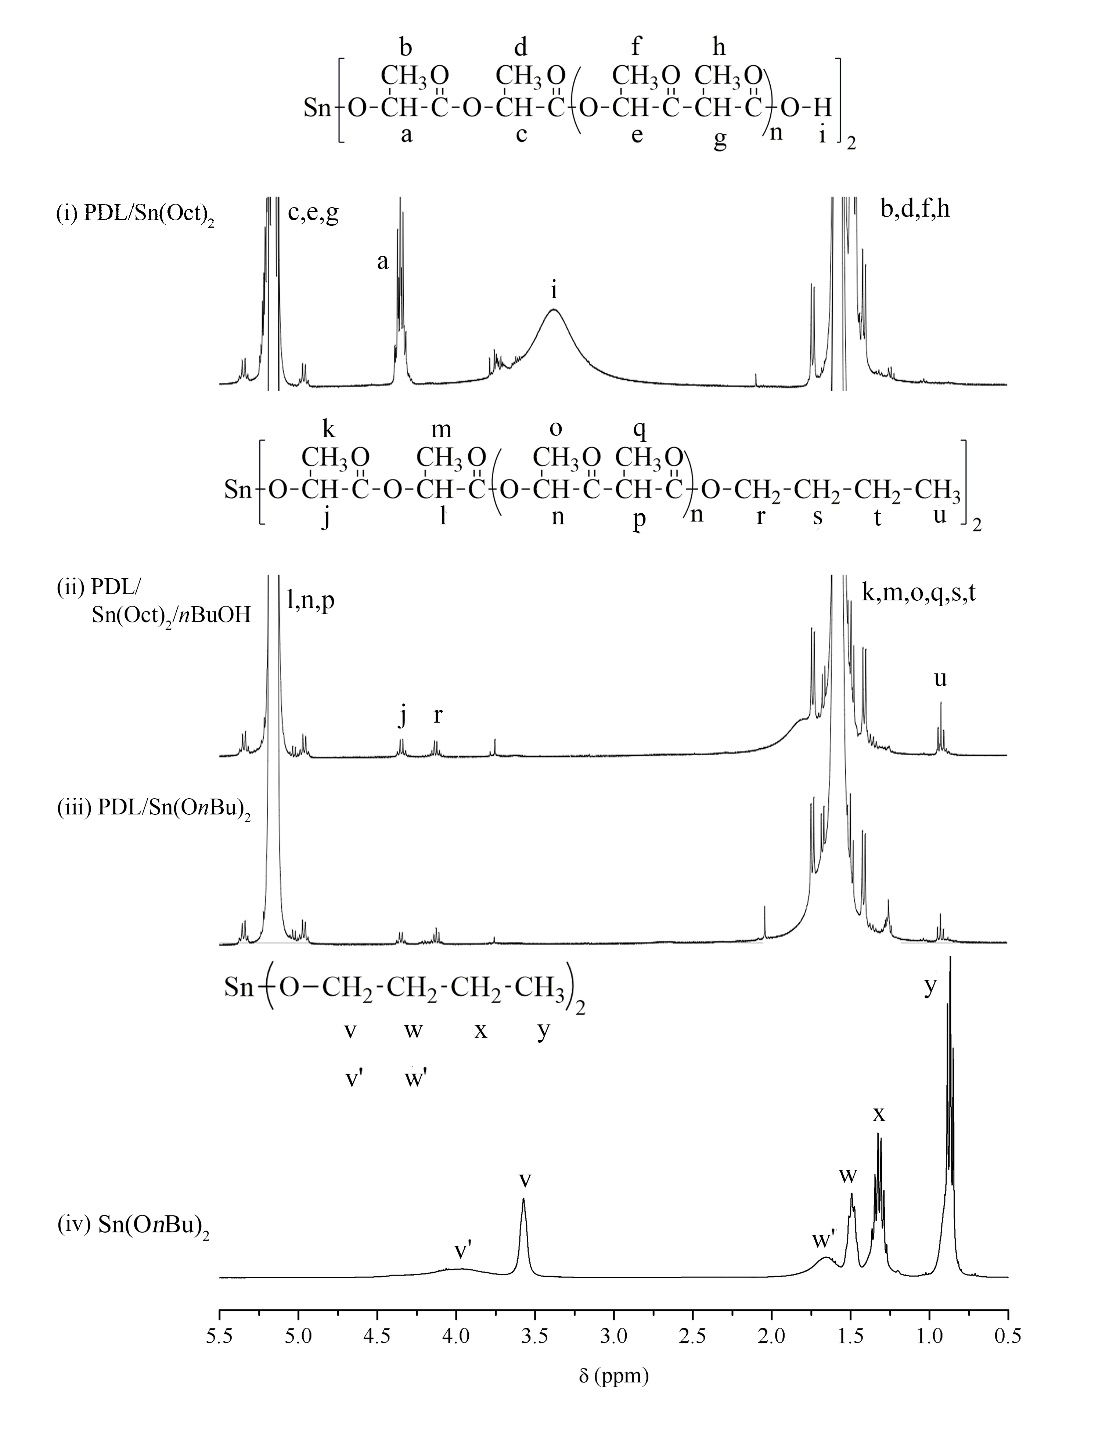 b d f h
CH3 O CH3 O CH3 O CH3 O
Sn O-CH-C-O-CH-C O-CH-C-CH-C O-H
a c e g n i 2
(i) PDL/Sn(Oct)2
c,e,g
b,d,f,h
a
i
k m o q
CH3 O CH3 O CH3 O CH3 O
Sn O-CH-C-O-CH-C O-CH-C-CH-C O-CH2-CH2-CH2-CH3
j l n p n r s t u 2
(ii) PDL/
Sn(Oct)2/nBuOH
l,n,p
k,m,o,q,s,t
j r
u
(iii) PDL/Sn(OnBu)2
Sn(O-CH2-CH2-CH2-CH3)2
v w x y
v' w'
y
x
v
w
w'
v'
(iv) Sn(OnBu)2
5.5 5.0 4.5 4.0 3.5 3.0 2.5 2.0 1.5 1.0 0.5
δ (ppm)